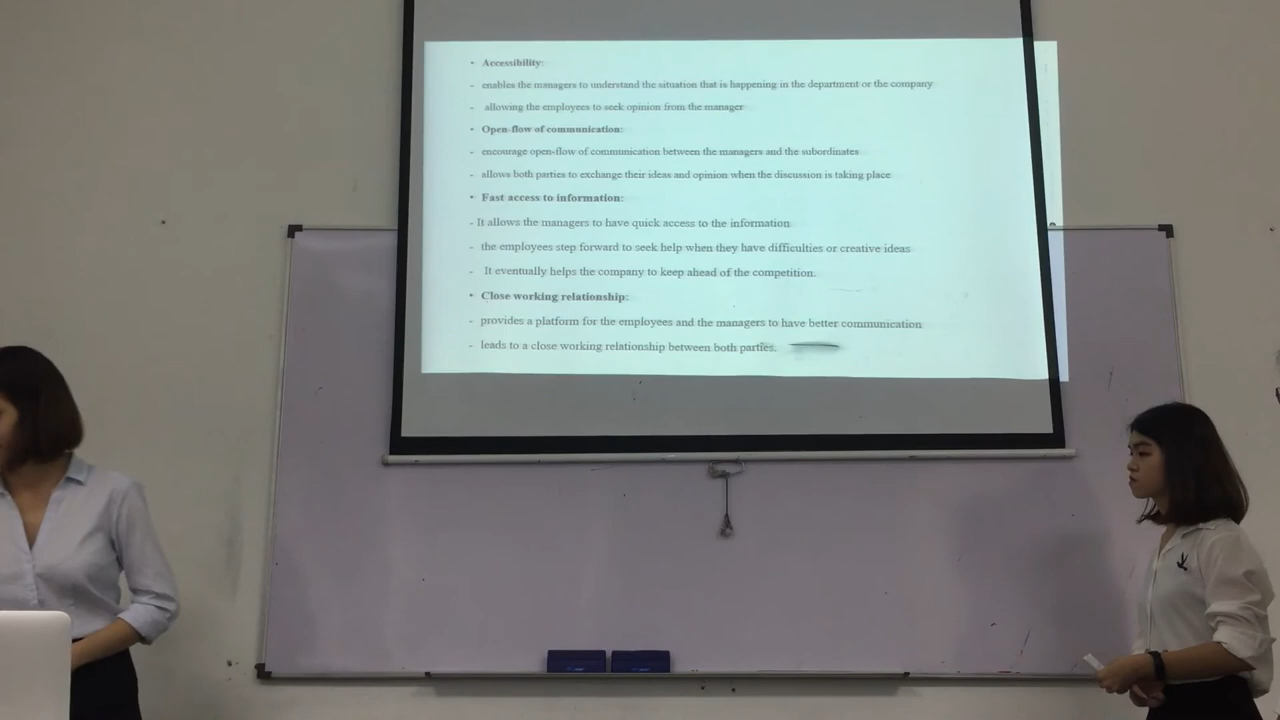 • Accessibility:
- enables the managers to understand the situation that is happening in the department or the company
- allowing the employees to seek opinion from the manager
• Open-flow of communication:
- encourage open-flow of communication between the managers and the subordinates
- allows both parties to exchange their ideas and opinion when the discussion is taking place
• Fast access to information:
- It allows the managers to have quick access to the information
- the employees step forward to seek help when they have difficulties or creative ideas
- It eventually helps the company to keep ahead of the competition.
• Close working relationship:
- provides a platform for the employees and the managers to have better communication
- leads to a close working relationship between both parties.